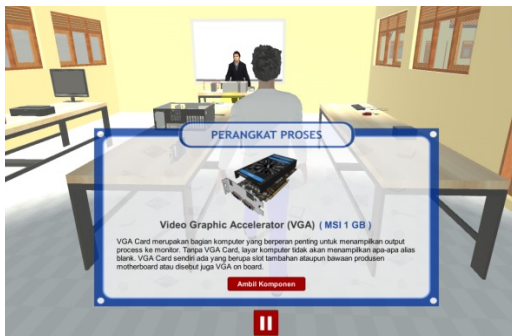 PERANGKAT PROSES
Video Graphic Accelerator (VGA) ( MSI 1 GB )
VGA Card merupakan bagian komputer yang berperan penting untuk menampilkan output
process ke monitor. Tanpa VGA Card, layar komputer tidak akan menampilkan apa-apa alias
blank. VGA Card sendiri ada yang berupa slot tambahan ataupun bawaan produsen
motherboard atau disebut juga VGA on board.
Ambil Komponen